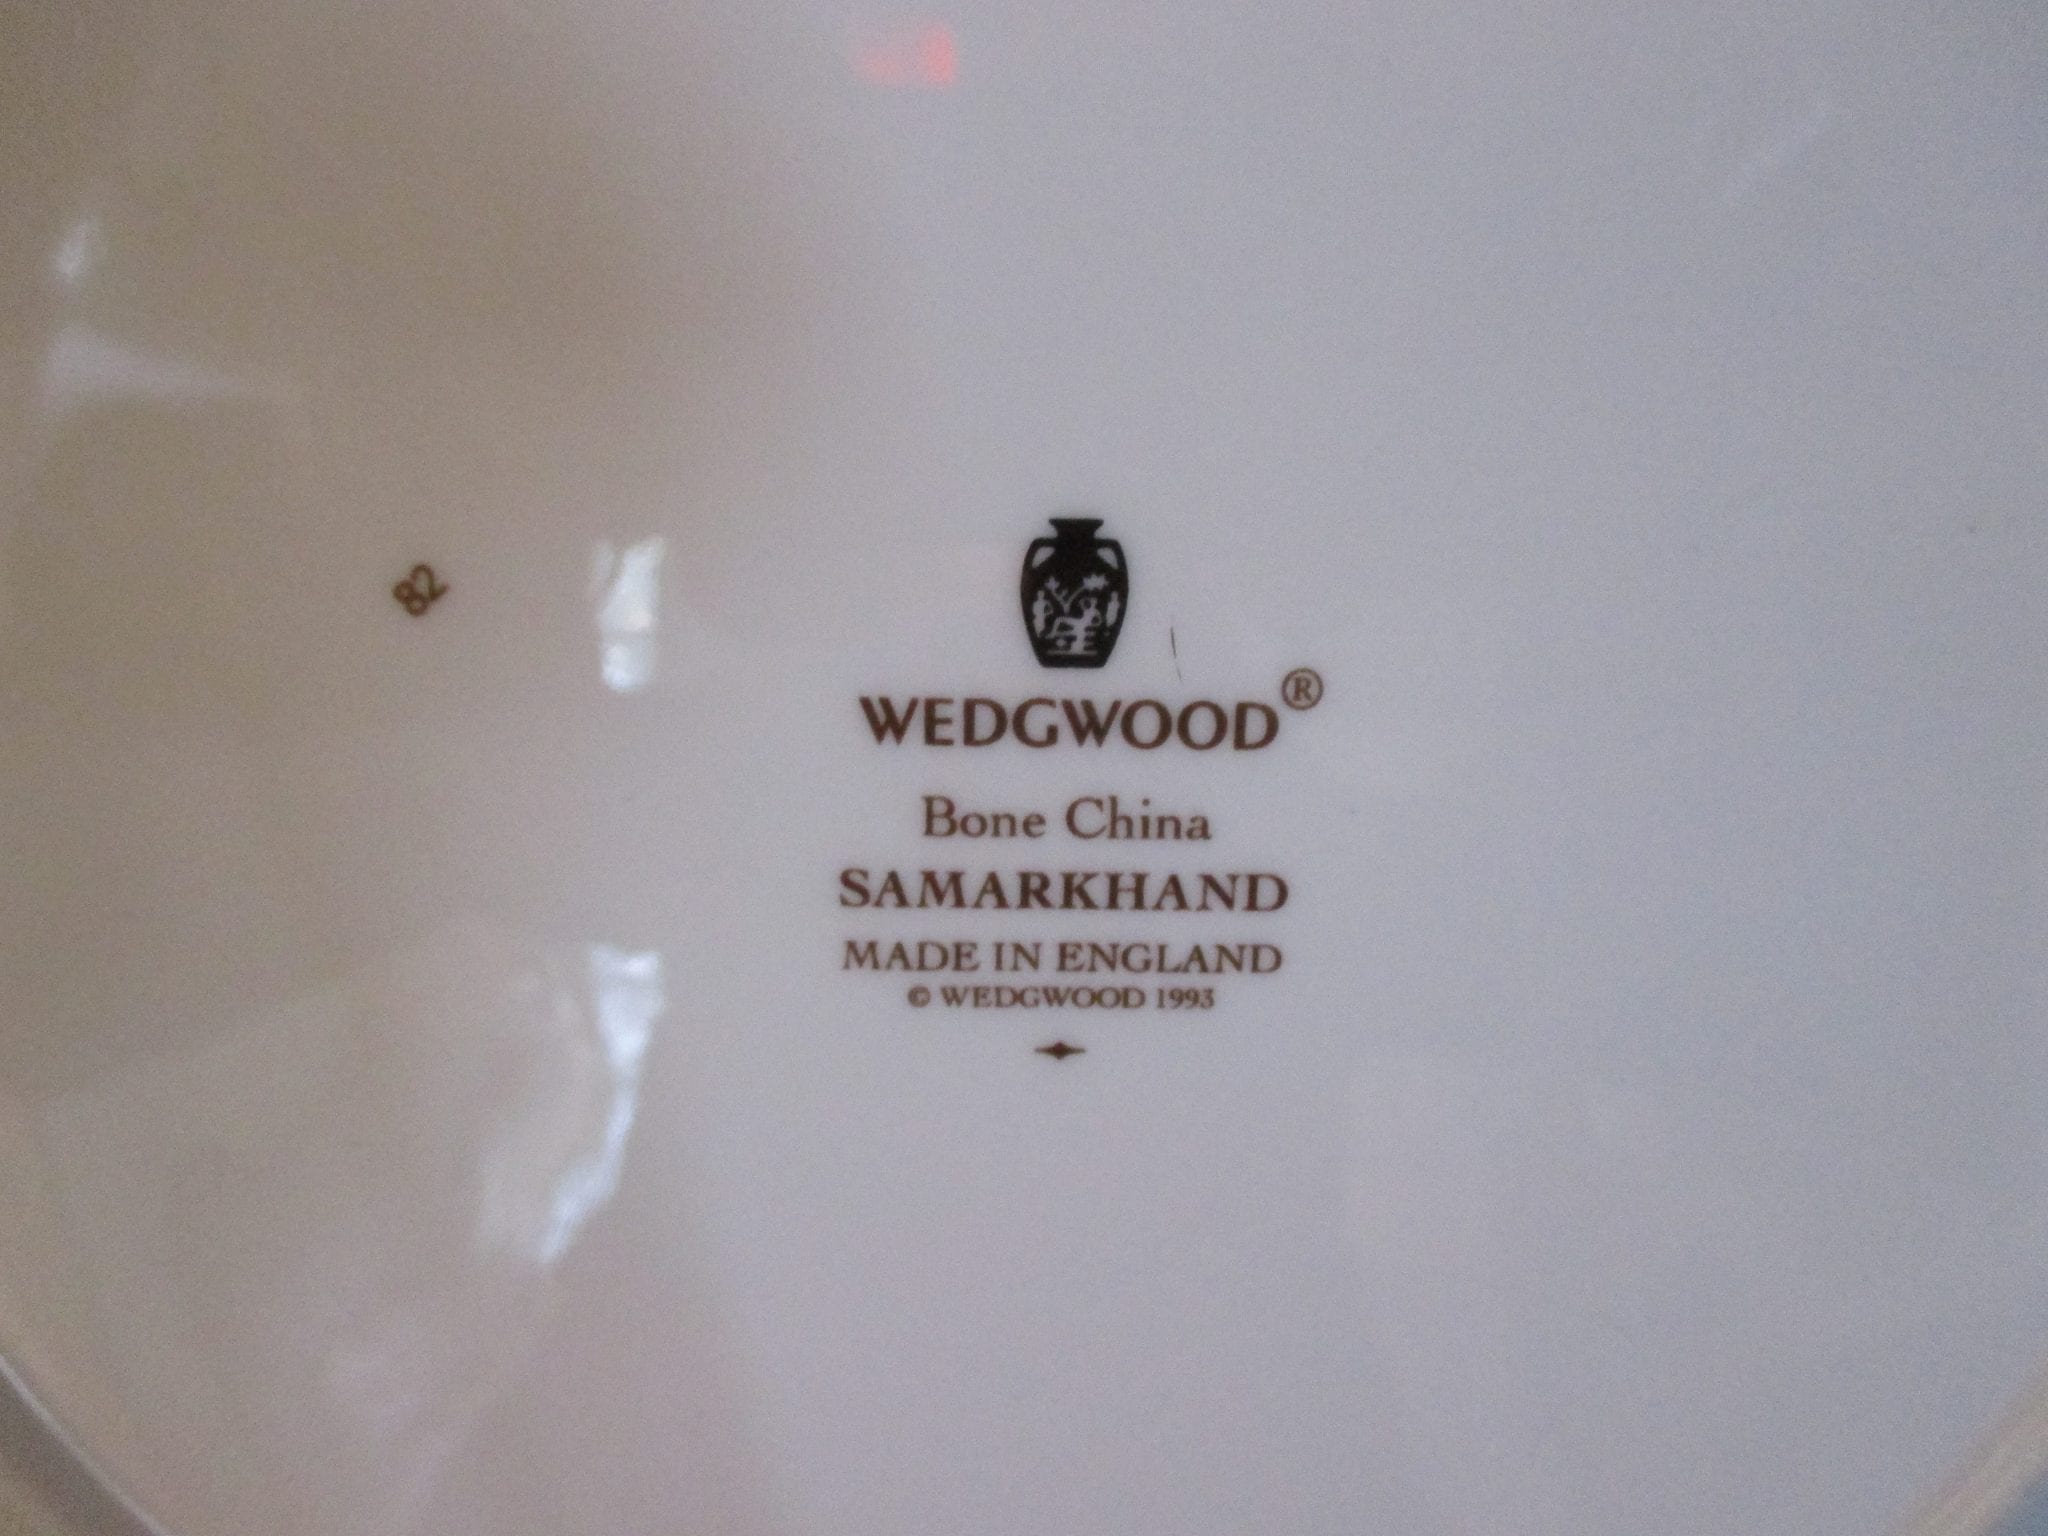 82
WEDGWOOD®
Bone China
SAMARKHAND
MADE IN ENGLAND
© WEDGWOOD 1993